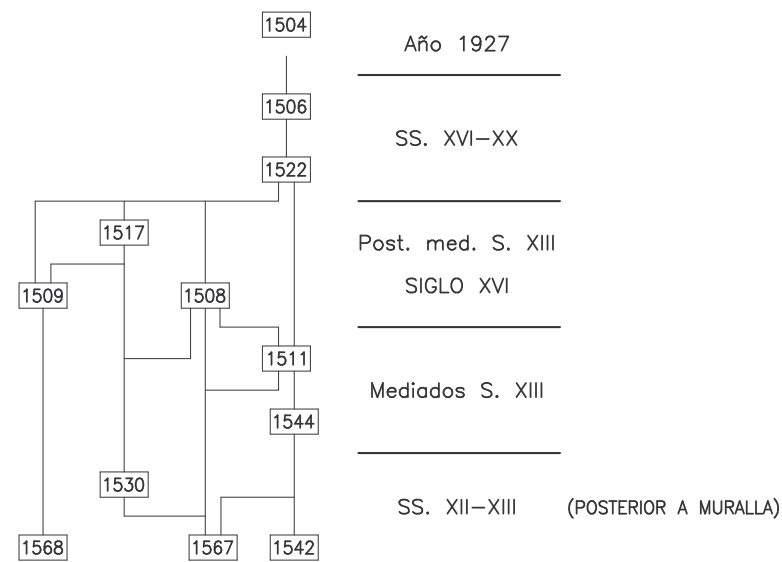 1504
Año 1927
1506
SS. XVI-XX
1522
1517
Post. med. S. XIII
SIGLO XVI
1509
1508
1511
Mediados S. XIII
1544
1530
SS. XII-XIII (POSTERIOR A MURALLA)
1568
1567
1542